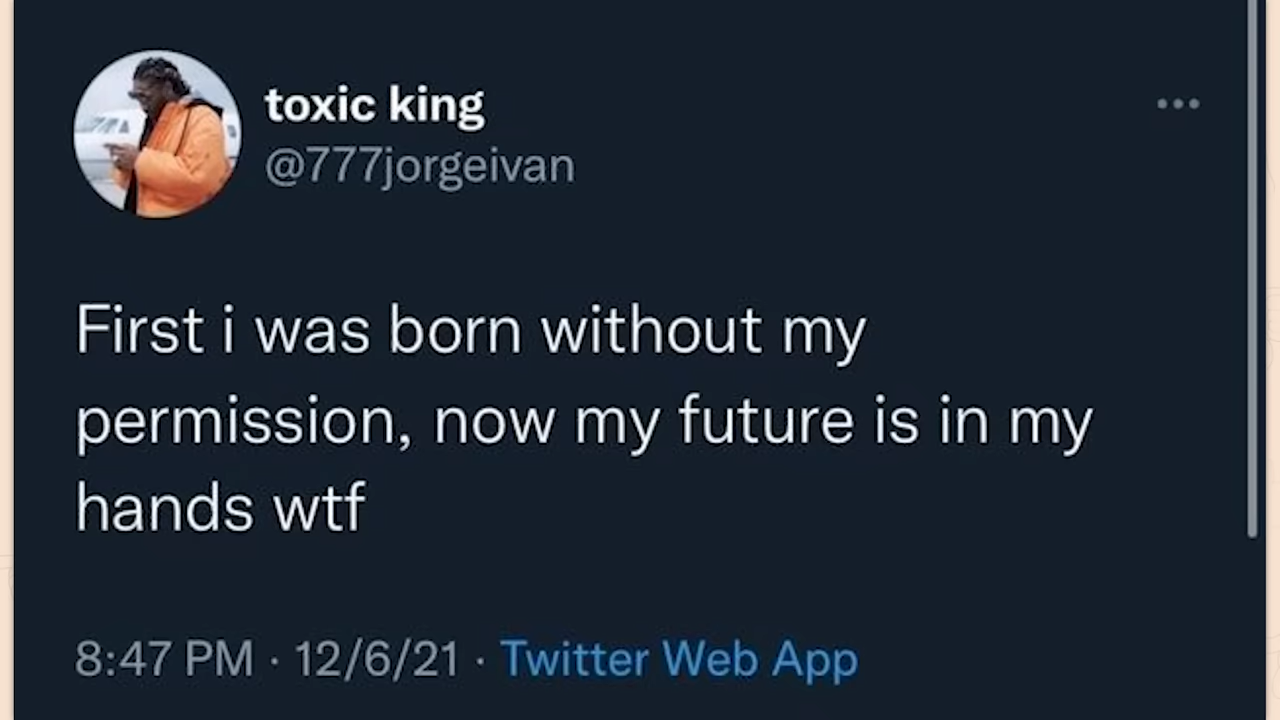 toxic king
@777jorgeivan
First i was born without my
permission, now my future is in my
hands wtf
8:47 PM · 12/6/21 · Twitter Web App